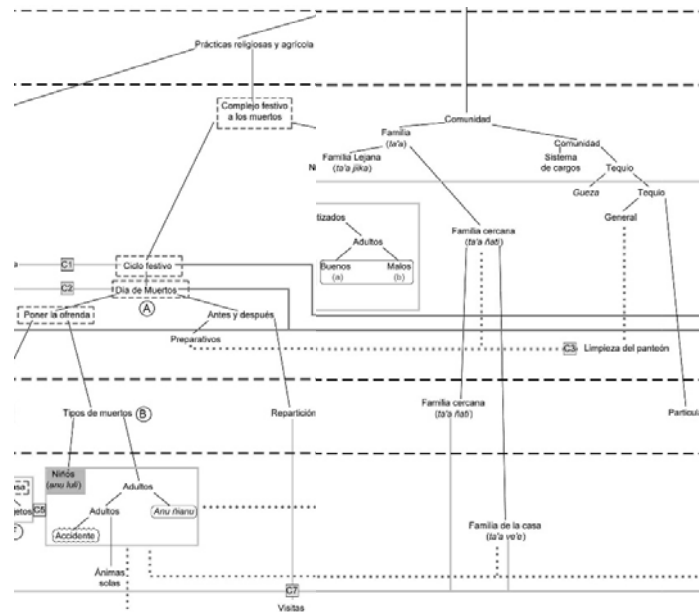 Prácticas religiosas y agrícola
Complejo festivo
a los muertos
Comunidad
Familia
(ta'a)
Comunidad
Familia Lejana
(ta'a jiika)
Sistema
de cargos
Tequio
Gueza
Tequio
General
tizados
Adultos
Buenos
(a)
Malos
(b)
Familia cercana
(ta'a ñati)
C1
Ciclo festivo
C2
Día de Muertos
A
Poner la ofrenda
Antes y después
Preparativos
C3
Limpieza del panteón
Familia cercana
(ta'a ñati)
Particula
Tipos de muertos
B
Repartición
Niños
(anu luli)
Adultos
Adultos
Anu ñanu
Accidente
asa
jetos
C5
Familia de la casa
(ta'a ve'e)
Ánimas
solas
C7
Visitas